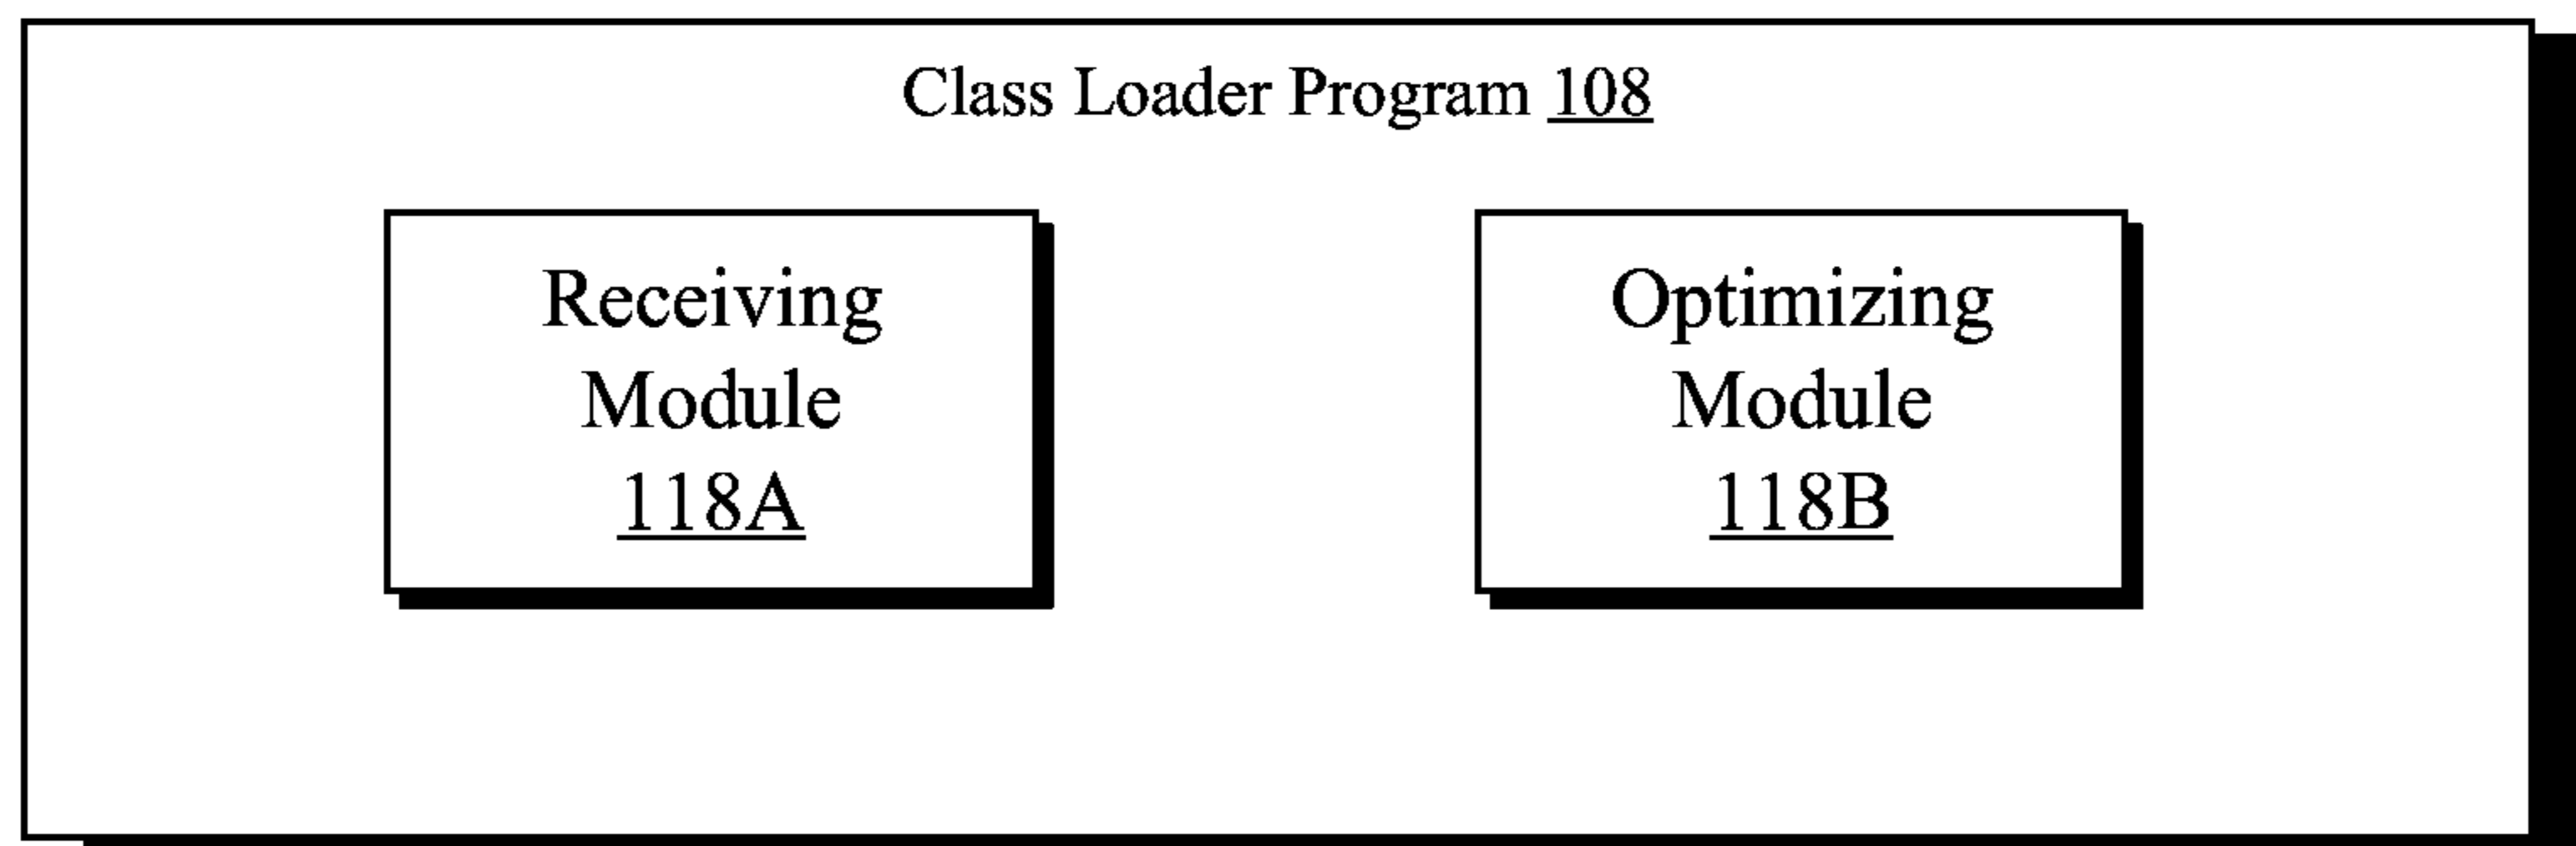 Class Loader Program 108
Receiving
Module
118A
Optimizing
Module
118B